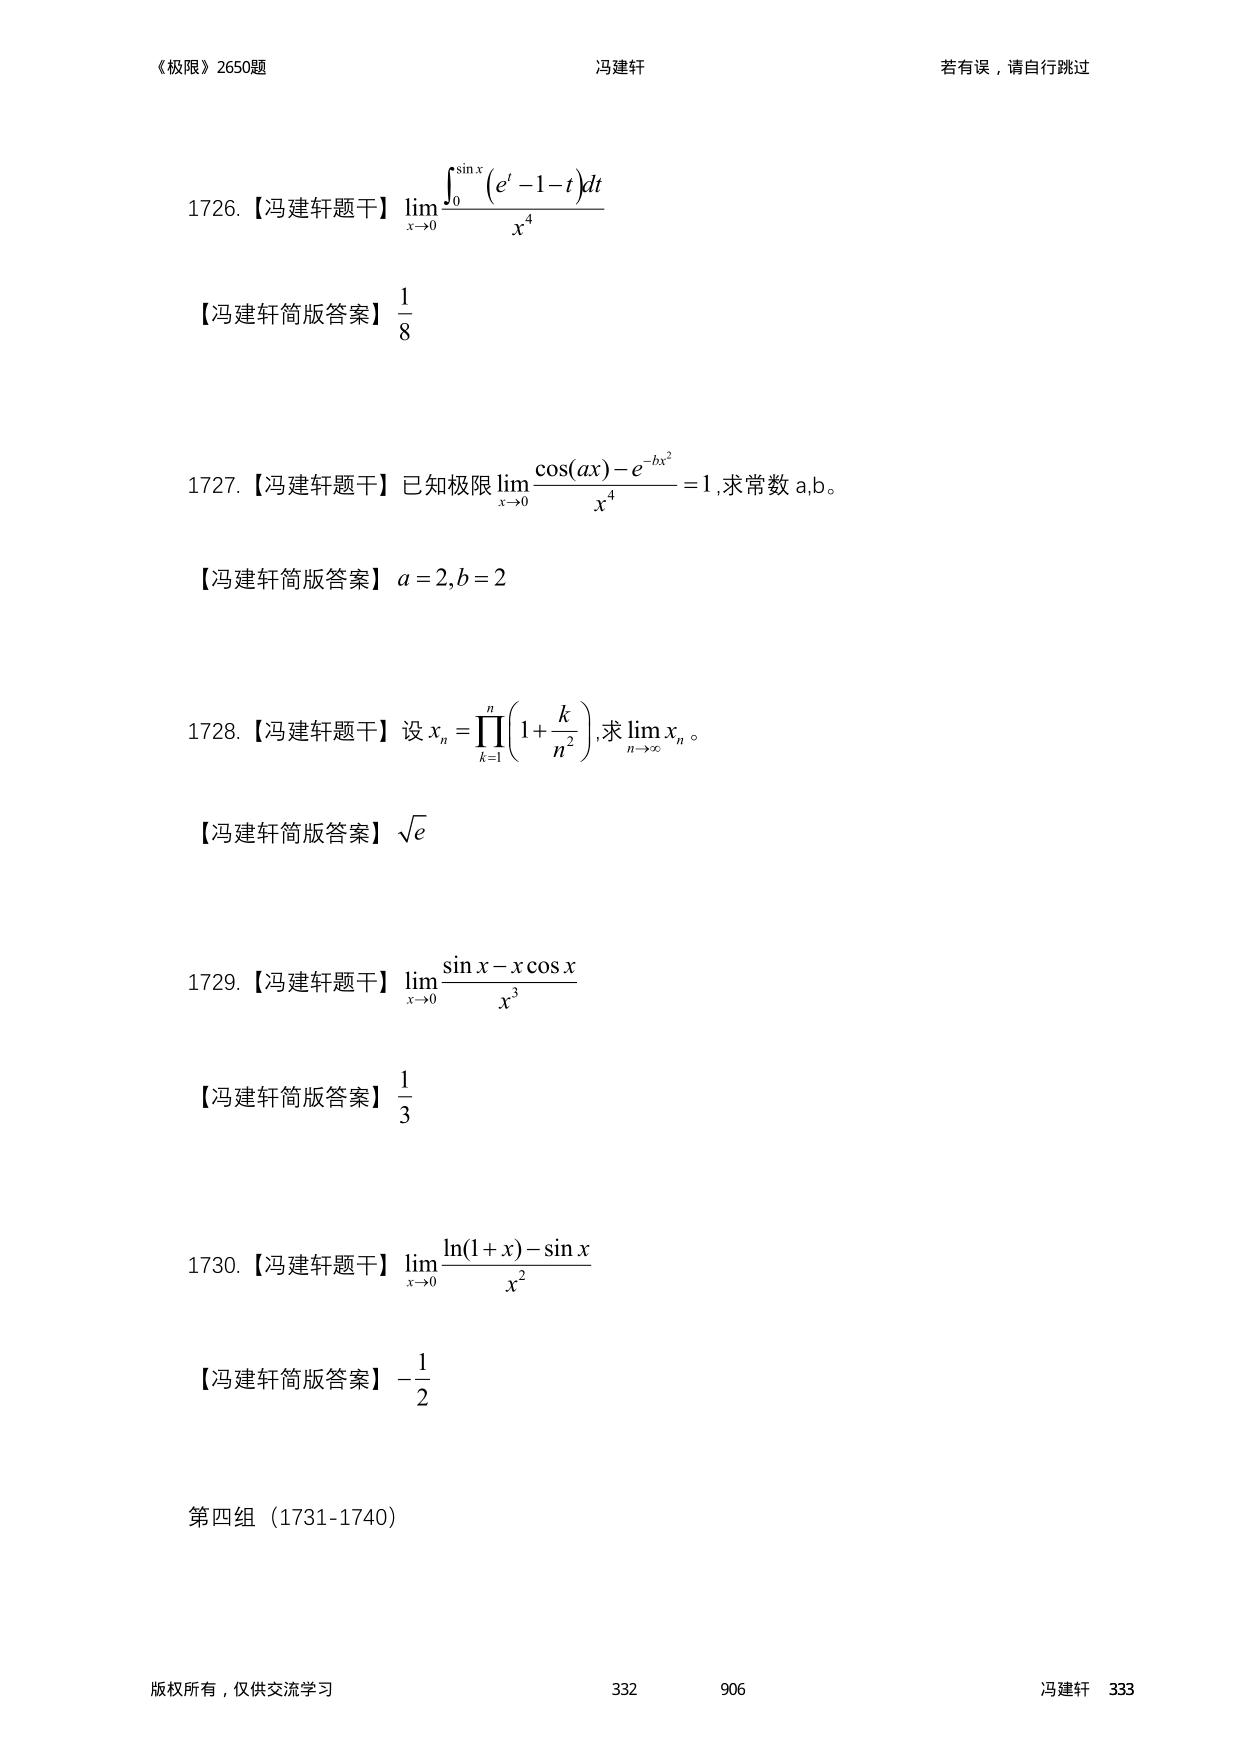 《极限》2650题 冯建轩 若有误，请自行跳过
1726.【冯建轩题干】$\lim_{x \to 0} \frac{\int_0^{\sin x} (e^t - 1 - t) dt}{x^4}$
【冯建轩简版答案】$\frac{1}{8}$
1727.【冯建轩题干】已知极限$\lim_{x \to 0} \frac{\cos(ax) - e^{-bx^2}}{x^4} = 1$,求常数 a,b。
【冯建轩简版答案】$a = 2, b = 2$
1728.【冯建轩题干】设$x_n = \prod_{k=1}^{n} \left(1 + \frac{k}{n^2}\right)$,求$\lim_{n \to \infty} x_n$。
【冯建轩简版答案】$\sqrt{e}$
1729.【冯建轩题干】$\lim_{x \to 0} \frac{\sin x - x \cos x}{x^3}$
【冯建轩简版答案】$\frac{1}{3}$
1730.【冯建轩题干】$\lim_{x \to 0} \frac{\ln(1 + x) - \sin x}{x^2}$
【冯建轩简版答案】$-\frac{1}{2}$
第四组（1731-1740）
版权所有，仅供交流学习 332 906 冯建轩 333